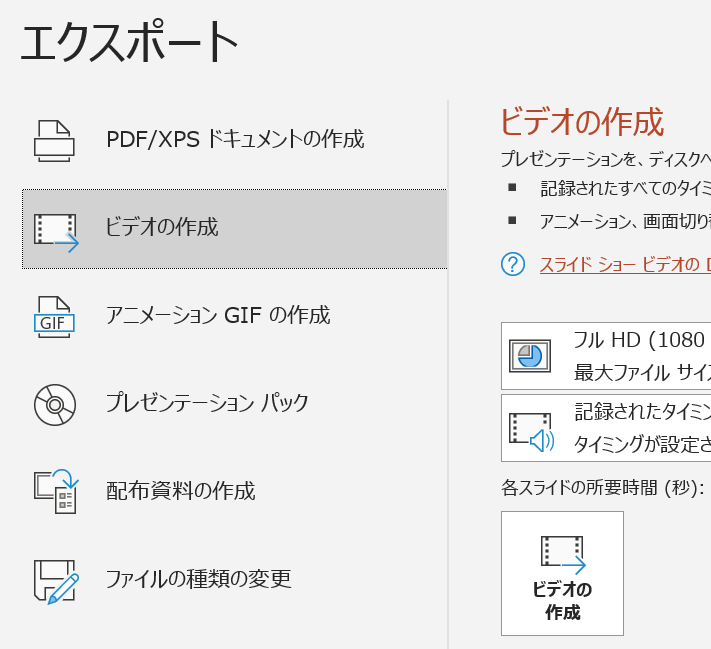 エクスポート
PDF/XPS ドキュメントの作成
ビデオの作成
GIF
アニメーション GIF の作成
プレゼンテーション パック
配布資料の作成
ファイルの種類の変更
ビデオの作成
プレゼンテーションを、ディスクへ
■ 記録されたすべてのタイミ
■ アニメーション、画面切り
? スライド ショー ビデオの
フル HD (1080
最大ファイル サイズ
記録されたタイミン
タイミングが設定さ
各スライドの所要時間 (秒):
ビデオの
作成